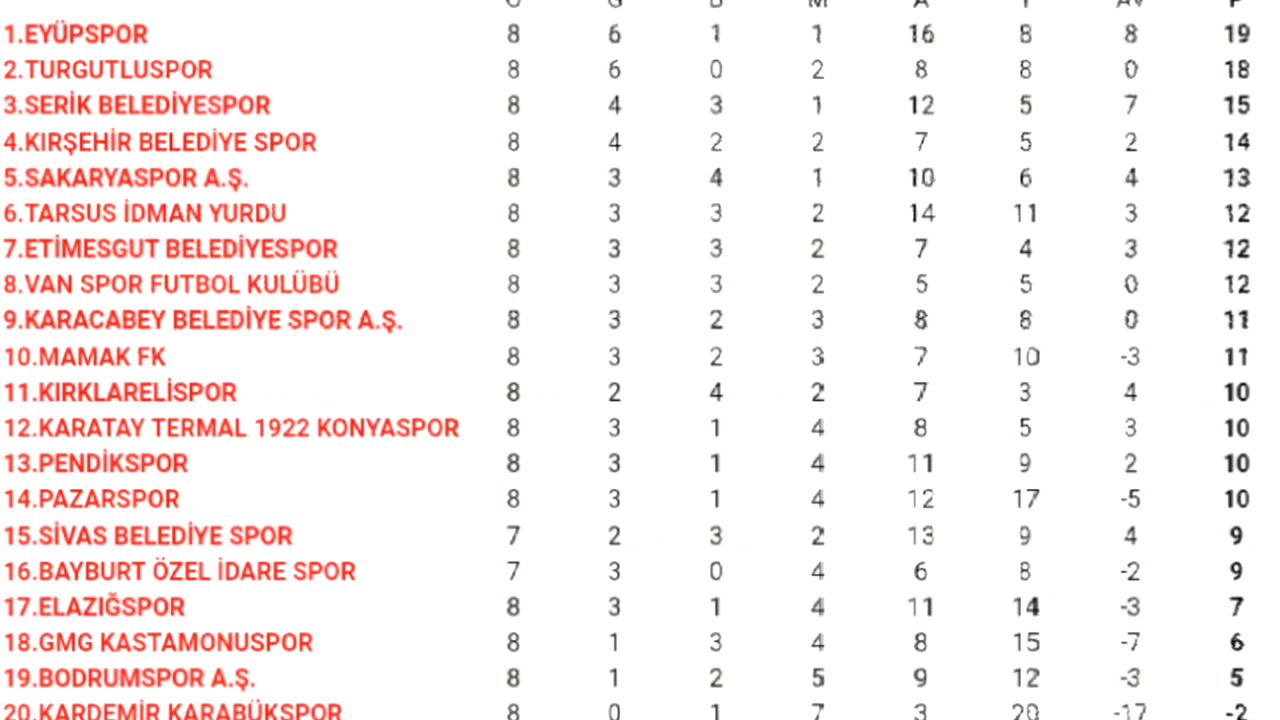 O G B M A Y AV P
1.EYÜPSPOR 8 6 1 1 16 8 8 19
2.TURGUTLUSPOR 8 6 0 2 8 8 0 18
3.SERİK BELEDİYESPOR 8 4 3 1 12 5 7 15
4.KIRŞEHİR BELEDİYE SPOR 8 4 2 2 7 5 2 14
5.SAKARYASPOR A.Ş. 8 3 4 1 10 6 4 13
6.TARSUS İDMAN YURDU 8 3 3 2 14 11 3 12
7.ETİMESGUT BELEDİYESPOR 8 3 3 2 7 4 3 12
8.VAN SPOR FUTBOL KULÜBÜ 8 3 3 2 5 5 0 12
9.KARACABEY BELEDİYE SPOR A.Ş. 8 3 2 3 8 8 0 11
10.MAMAK FK 8 3 2 3 7 10 -3 11
11.KIRKLARELİSPOR 8 2 4 2 7 3 4 10
12.KARATAY TERMAL 1922 KONYASPOR 8 3 1 4 8 5 3 10
13.PENDİKSPOR 8 3 1 4 11 9 2 10
14.PAZARSPOR 8 3 1 4 12 17 -5 10
15.SİVAS BELEDİYE SPOR 7 2 3 2 13 9 4 9
16.BAYBURT ÖZEL İDARE SPOR 7 3 0 4 6 8 -2 9
17.ELAZIĞSPOR 8 3 1 4 11 14 -3 7
18.GMG KASTAMONUSPOR 8 1 3 4 8 15 -7 6
19.BODRUMSPOR A.Ş. 8 1 2 5 9 12 -3 5
20.KARDEMİR KARABÜKSPOR 8 0 1 7 3 20 -17 -2